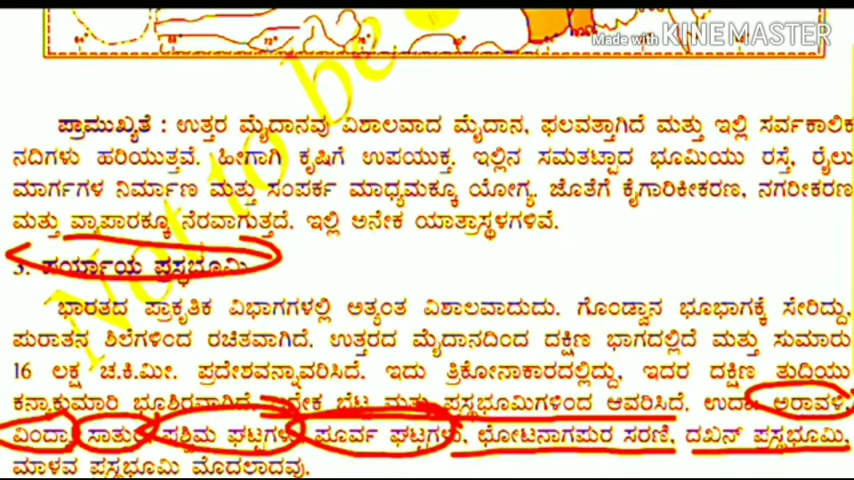 Made with KINEMASTER
ಪ್ರಾಮುಖ್ಯತೆ : ಉತ್ತರ ಮೈದಾನವು ವಿಶಾಲವಾದ ಮೈದಾನ, ಫಲವತ್ತಾಗಿದೆ ಮತ್ತು ಇಲ್ಲಿ ಸರ್ವಕಾಲಿಕ
ನದಿಗಳು ಹರಿಯುತ್ತವೆ. ಹೀಗಾಗಿ ಕೃಷಿಗೆ ಉಪಯುಕ್ತ. ಇಲ್ಲಿನ ಸಮತಟ್ಟಾದ ಭೂಮಿಯು ರಸ್ತೆ, ರೈಲು
ಮಾರ್ಗಗಳ ನಿರ್ಮಾಣ ಮತ್ತು ಸಂಪರ್ಕ ಮಾಧ್ಯಮಕ್ಕೂ ಯೋಗ್ಯ. ಜೊತೆಗೆ ಕೈಗಾರಿಕೀಕರಣ, ನಗರೀಕರಣ
ಮತ್ತು ವ್ಯಾಪಾರಕ್ಕೂ ನೆರವಾಗುತ್ತದೆ. ಇಲ್ಲಿ ಅನೇಕ ಯಾತ್ರಾಸ್ಥಳಗಳಿವೆ.
3. ಪರ್ಯಾಯ ಪ್ರಸ್ಥಭೂಮಿ
ಭಾರತದ ಪ್ರಾಕೃತಿಕ ವಿಭಾಗಗಳಲ್ಲಿ ಅತ್ಯಂತ ವಿಶಾಲವಾದುದು. ಗೊಂಡ್ವಾನ ಭೂಭಾಗಕ್ಕೆ ಸೇರಿದ್ದು,
ಪುರಾತನ ಶಿಲೆಗಳಿಂದ ರಚಿತವಾಗಿದೆ. ಉತ್ತರದ ಮೈದಾನದಿಂದ ದಕ್ಷಿಣ ಭಾಗದಲ್ಲಿದೆ ಮತ್ತು ಸುಮಾರು
16 ಲಕ್ಷ ಚ.ಕಿ.ಮೀ. ಪ್ರದೇಶವನ್ನಾವರಿಸಿದೆ. ಇದು ತ್ರಿಕೋನಾಕಾರದಲ್ಲಿದ್ದು, ಇದರ ದಕ್ಷಿಣ ತುದಿಯು
ಕನ್ಯಾಕುಮಾರಿ ಭೂಶಿರವಾಗಿದೆ. ಅನೇಕ ಬೆಟ್ಟ ಮತ್ತು ಪ್ರಸ್ಥಭೂಮಿಗಳಿಂದ ಆವರಿಸಿದೆ. ಉದಾ: ಅರಾವಳಿ,
ವಿಂಧ್ಯಾ, ಸಾತುರ ಪಶ್ಚಿಮ ಘಟ್ಟಗಳು, ಪೂರ್ವ ಘಟ್ಟಗಳು, ಛೋಟನಾಗಪುರ ಸರಣಿ, ದಖನ್ ಪ್ರಸ್ಥಭೂಮಿ,
ಮಾಳವ ಪ್ರಸ್ಥಭೂಮಿ ಮೊದಲಾದವು.
Not to be